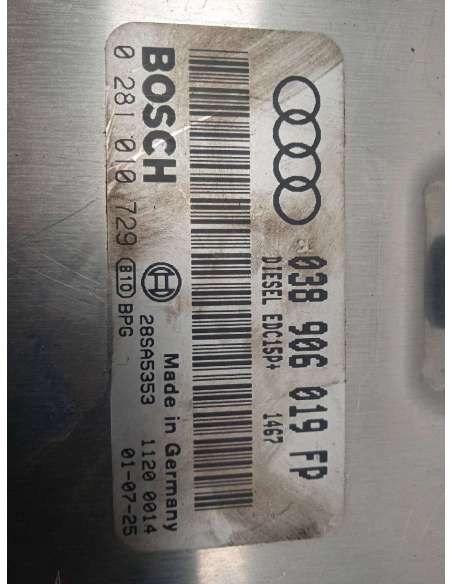 038 906 019 FP
DIESEL EDC15P+ 1467
BOSCH
0 281 010 729 B10 BPG
28SA5353
Made in Germany
1120 0014
01-07-25